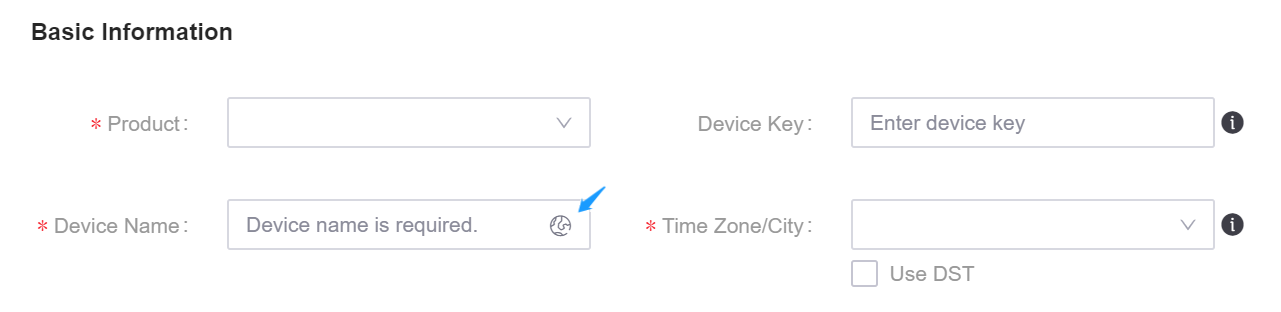 Basic Information
* Product:
Device Key: Enter device key
* Device Name: Device name is required.
* Time Zone/City:
Use DST